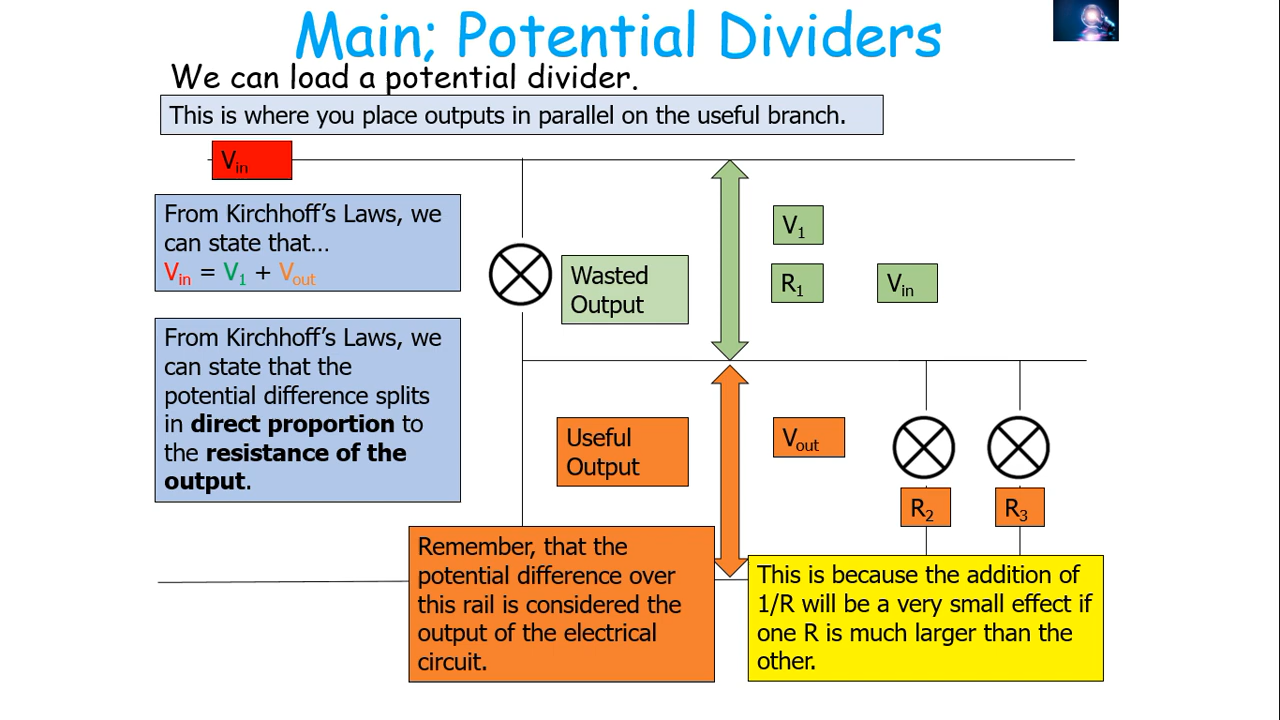 Main; Potential Dividers
We can load a potential divider.
This is where you place outputs in parallel on the useful branch.
Vin
From Kirchhoff's Laws, we
can state that…
Vin = V1 + Vout
From Kirchhoff's Laws, we
can state that the
potential difference splits
in direct proportion to
the resistance of the
output.
Wasted
Output
V1
R1
Vin
Useful
Output
Vout
R2
R3
Remember, that the
potential difference over
this rail is considered the
output of the electrical
circuit.
This is because the addition of
1/R will be a very small effect if
one R is much larger than the
other.